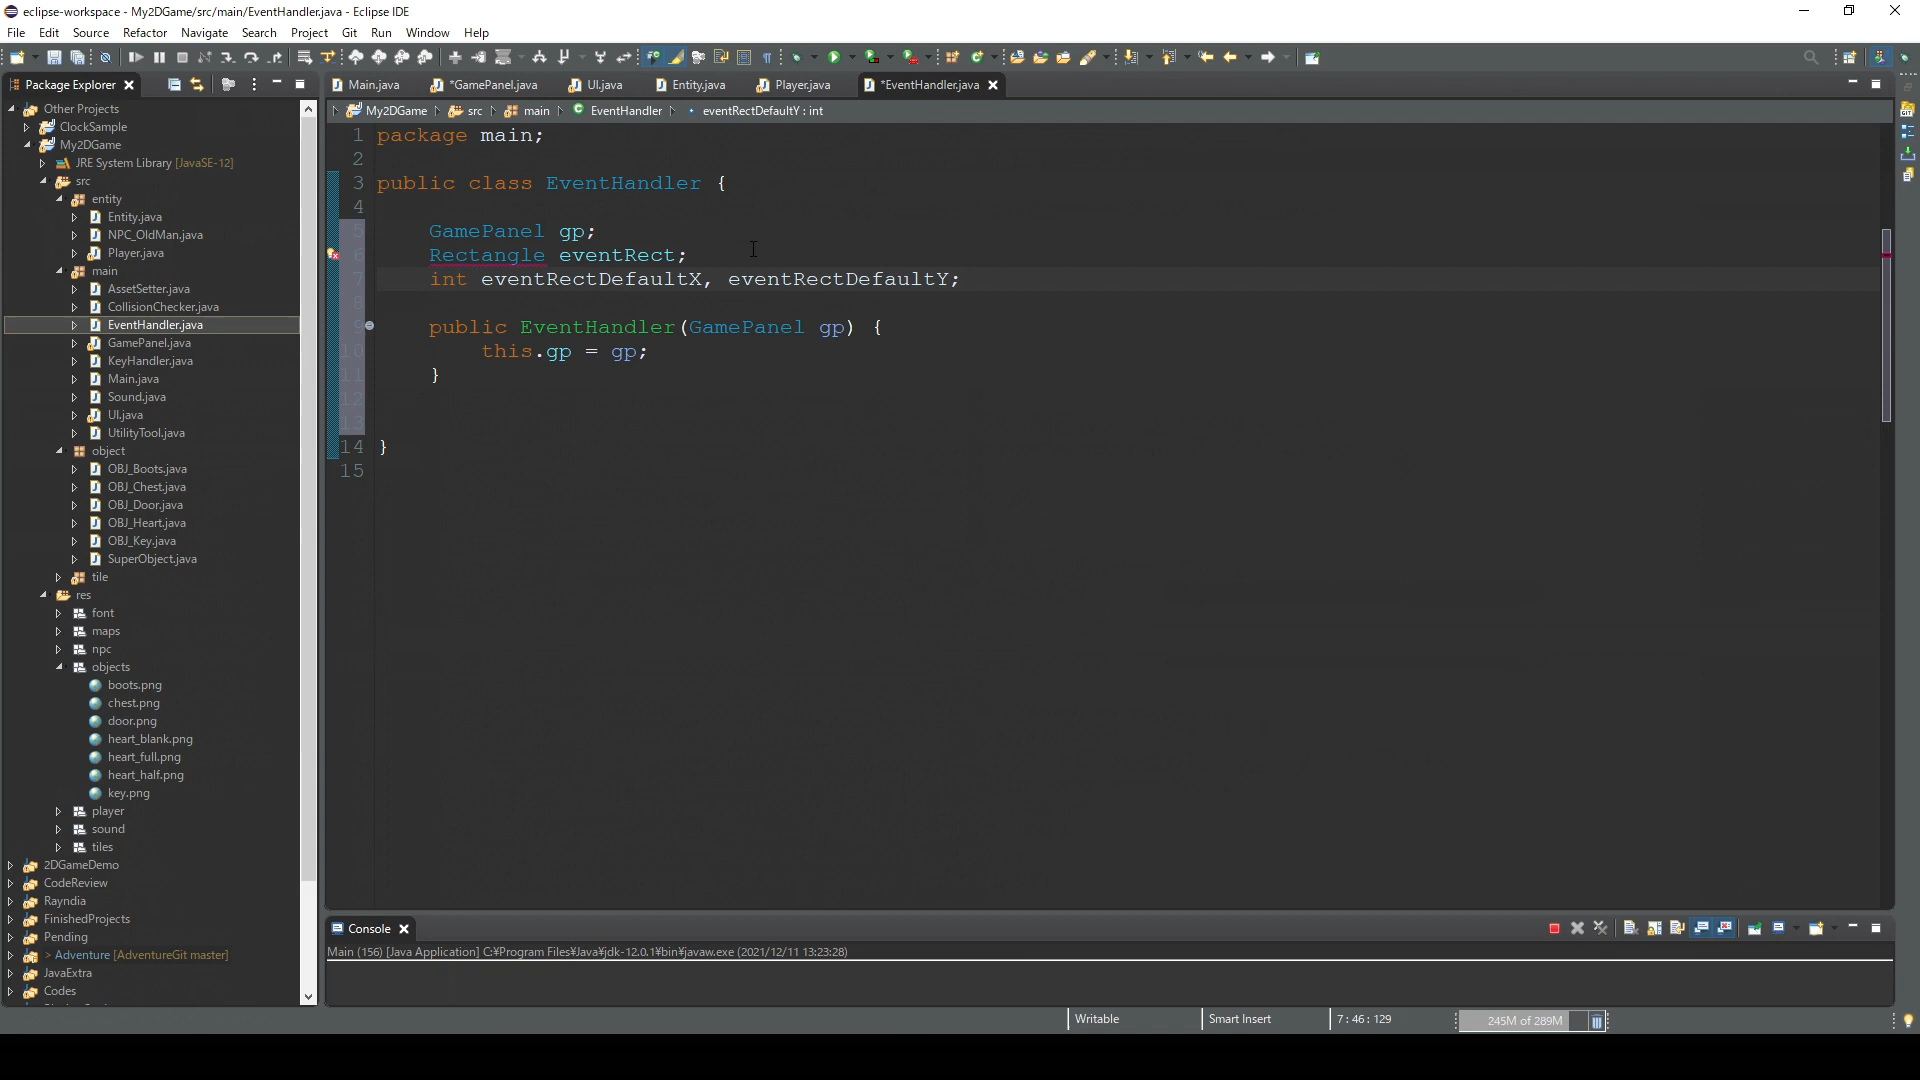 eclipse-workspace - My2DGame/src/main/EventHandler.java - Eclipse IDE
File Edit Source Refactor Navigate Search Project Git Run Window Help
Package Explorer
Main.java *GamePanel.java UI.java Entity.java Player.java *EventHandler.java
My2DGame src main EventHandler eventRectDefaultY : int
Other Projects
ClockSample
My2DGame
JRE System Library [JavaSE-12]
src
entity
Entity.java
NPC_OldMan.java
Player.java
main
AssetSetter.java
CollisionChecker.java
EventHandler.java
GamePanel.java
KeyHandler.java
Main.java
Sound.java
UI.java
UtilityTool.java
object
OBJ_Boots.java
OBJ_Chest.java
OBJ_Door.java
OBJ_Heart.java
OBJ_Key.java
SuperObject.java
tile
res
font
maps
npc
objects
boots.png
chest.png
door.png
heart_blank.png
heart_full.png
heart_half.png
key.png
player
sound
tiles
2DGameDemo
CodeReview
Rayndia
FinishedProjects
Pending
> Adventure [AdventureGit master]
JavaExtra
Codes
1 package main;
2
3 public class EventHandler {
4
5 GamePanel gp;
6 Rectangle eventRect;
7 int eventRectDefaultX, eventRectDefaultY;
8
9 public EventHandler(GamePanel gp) {
10 this.gp = gp;
11 }
12
13
14 }
15
Console
Main (156) [Java Application] C:¥Program Files¥Java¥jdk-12.0.1¥bin¥javaw.exe (2021/12/11 13:23:28)
Writable Smart Insert 7 : 46 : 129 245M of 289M